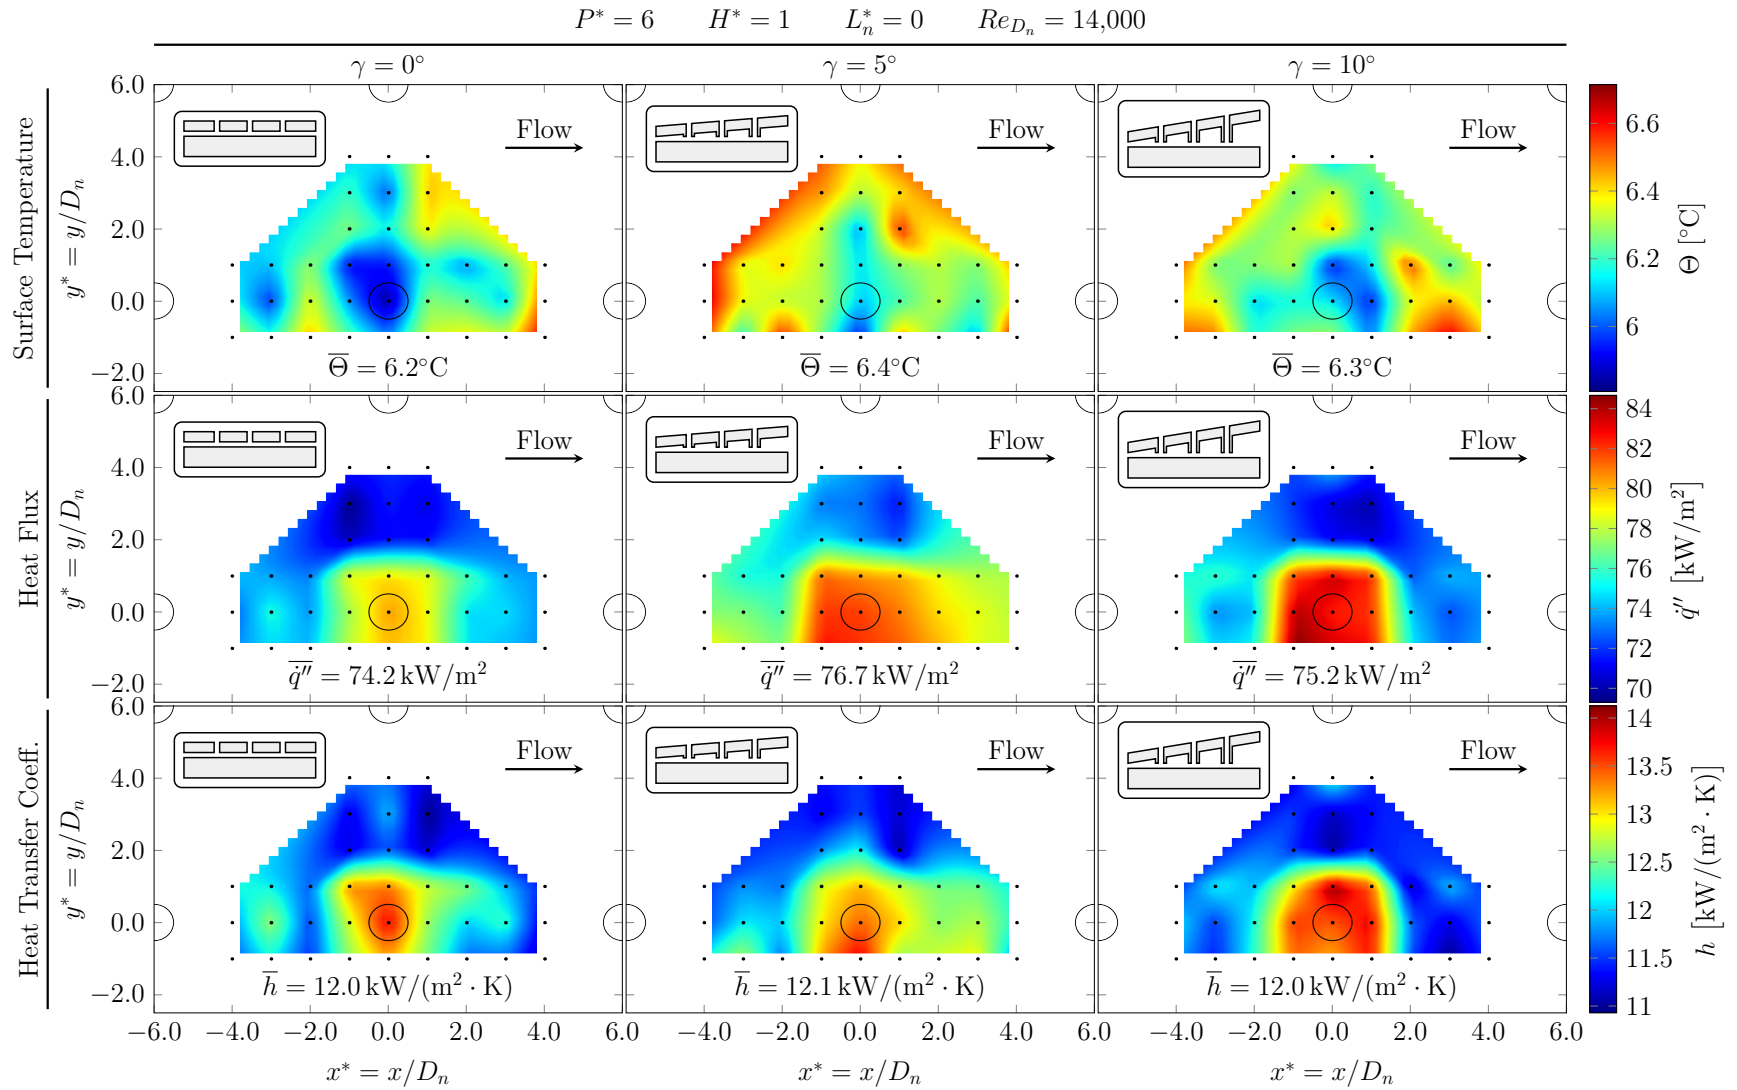 P* = 6 H* = 1 L*ₙ = 0 Re_Dₙ = 14,000
γ = 0° γ = 5° γ = 10°
Surface Temperature
y* = y/Dₙ
6.0
4.0
2.0
0.0
−2.0
Flow
Θ̅ = 6.2°C
Flow
Θ̅ = 6.4°C
Flow
Θ̅ = 6.3°C
6.6
6.4
6.2
6
Θ [°C]
Heat Flux
y* = y/Dₙ
6.0
4.0
2.0
0.0
−2.0
Flow
q̇″ = 74.2 kW/m²
Flow
q̇″ = 76.7 kW/m²
Flow
q̇″ = 75.2 kW/m²
84
82
80
78
76
74
72
70
q̇″ [kW/m²]
Heat Transfer Coeff.
y* = y/Dₙ
6.0
4.0
2.0
0.0
−2.0
Flow
h̅ = 12.0 kW/(m² · K)
Flow
h̅ = 12.1 kW/(m² · K)
Flow
h̅ = 12.0 kW/(m² · K)
14
13.5
13
12.5
12
11.5
11
h [kW/(m² · K)]
−6.0 −4.0 −2.0 0.0 2.0 4.0 6.0 −4.0 −2.0 0.0 2.0 4.0 6.0 −4.0 −2.0 0.0 2.0 4.0 6.0
x* = x/Dₙ x* = x/Dₙ x* = x/Dₙ